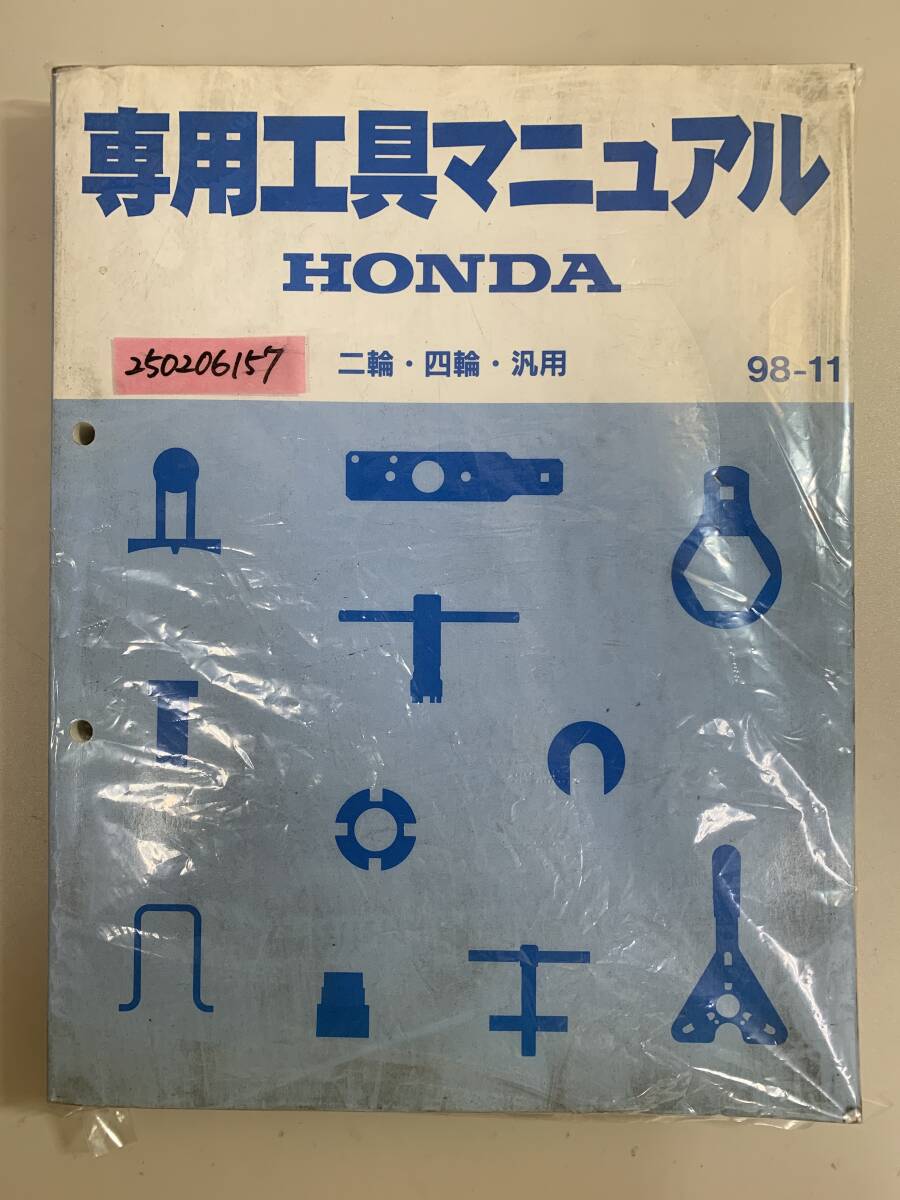 専用工具マニュアル
HONDA
250206157
二輪・四輪・汎用
98-11